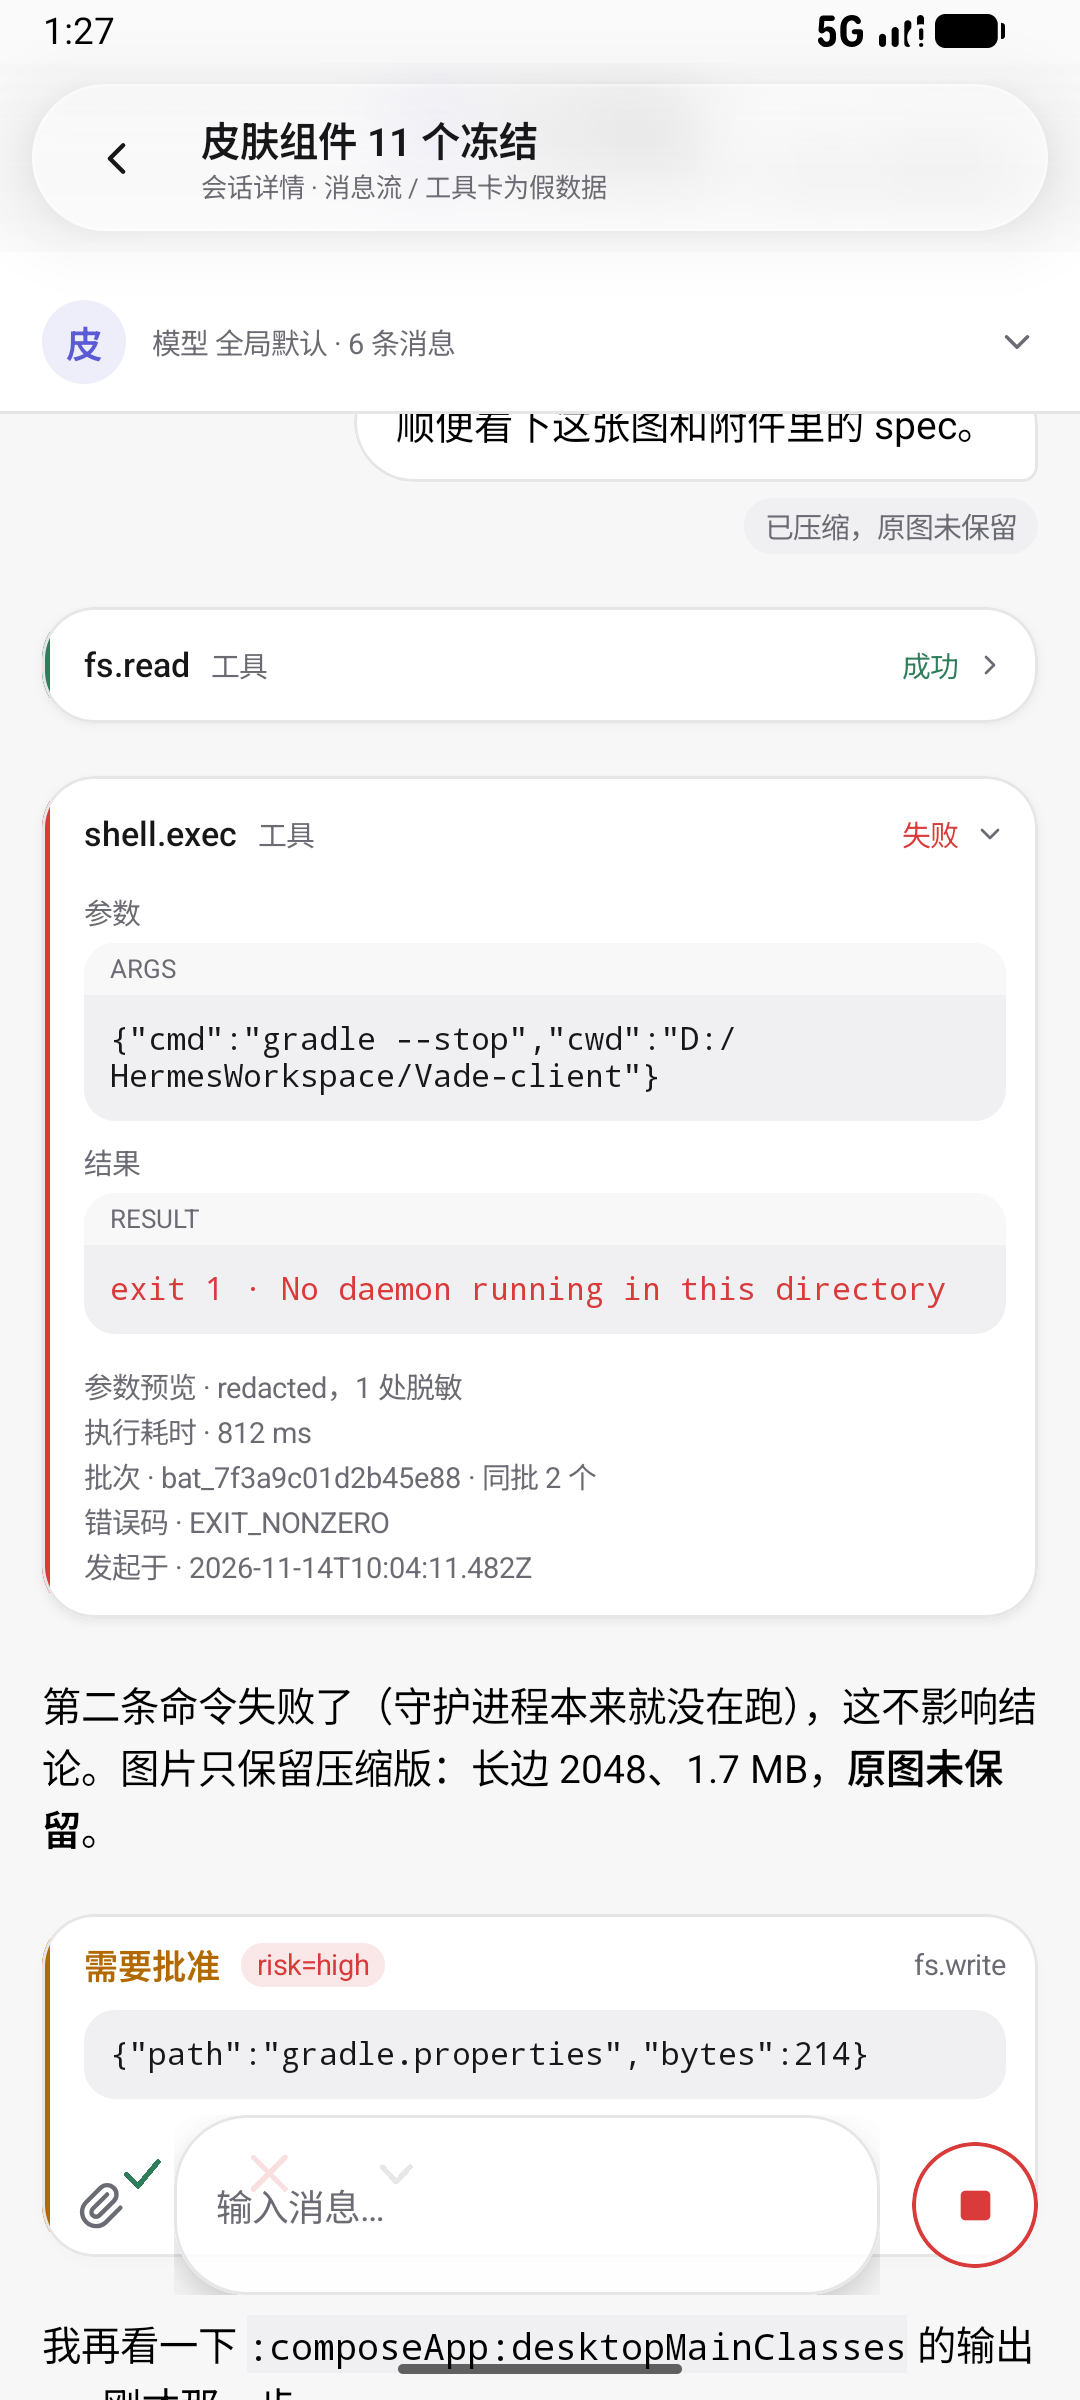 1:27
5G
皮肤组件 11 个冻结
会话详情 · 消息流 / 工具卡为假数据
皮
模型 全局默认 · 6 条消息
顺便看下这张图和附件里的 spec。
已压缩，原图未保留
fs.read 工具 成功
shell.exec 工具 失败
参数
ARGS
{"cmd":"gradle --stop","cwd":"D:/
HermesWorkspace/Vade-client"}
结果
RESULT
exit 1 · No daemon running in this directory
参数预览 · redacted，1 处脱敏
执行耗时 · 812 ms
批次 · bat_7f3a9c01d2b45e88 · 同批 2 个
错误码 · EXIT_NONZERO
发起于 · 2026-11-14T10:04:11.482Z
第二条命令失败了（守护进程本来就没在跑），这不影响结
论。图片只保留压缩版：长边 2048、1.7 MB，原图未保
留。
需要批准 risk=high fs.write
{"path":"gradle.properties","bytes":214}
输入消息...
我再看一下 :composeApp:desktopMainClasses 的输出